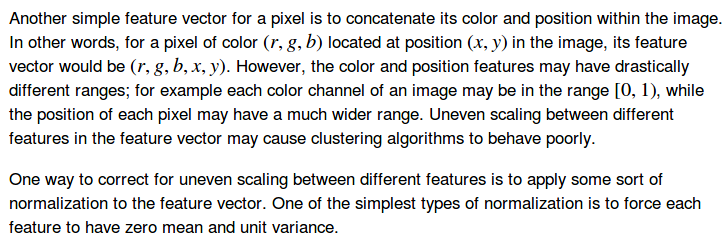 Another simple feature vector for a pixel is to concatenate its color and position within the image.
In other words, for a pixel of color (r, g, b) located at position (x, y) in the image, its feature
vector would be (r, g, b, x, y). However, the color and position features may have drastically
different ranges; for example each color channel of an image may be in the range [0, 1), while
the position of each pixel may have a much wider range. Uneven scaling between different
features in the feature vector may cause clustering algorithms to behave poorly.
One way to correct for uneven scaling between different features is to apply some sort of
normalization to the feature vector. One of the simplest types of normalization is to force each
feature to have zero mean and unit variance.